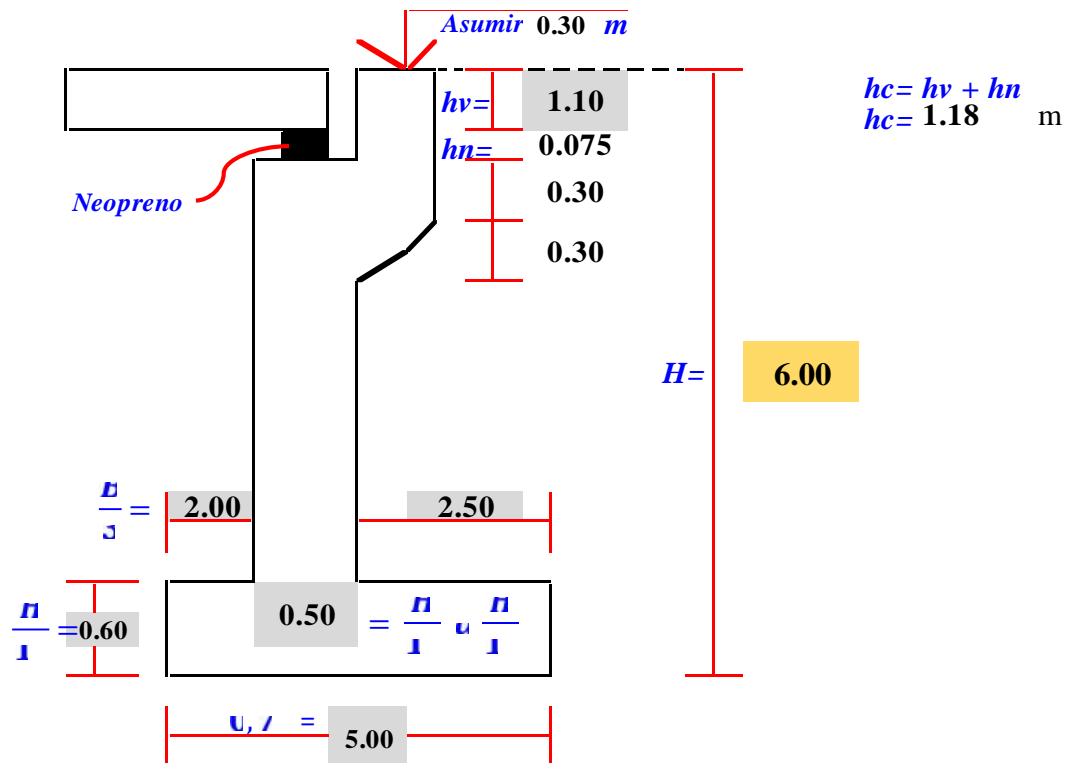 Asumir 0.30 m
hv= 1.10
hc= hv + hn
hc= 1.18 m
hn= 0.075
Neopreno
0.30
0.30
H= 6.00
= 2.00
2.50
= 0.60
0.50 =
= 5.00